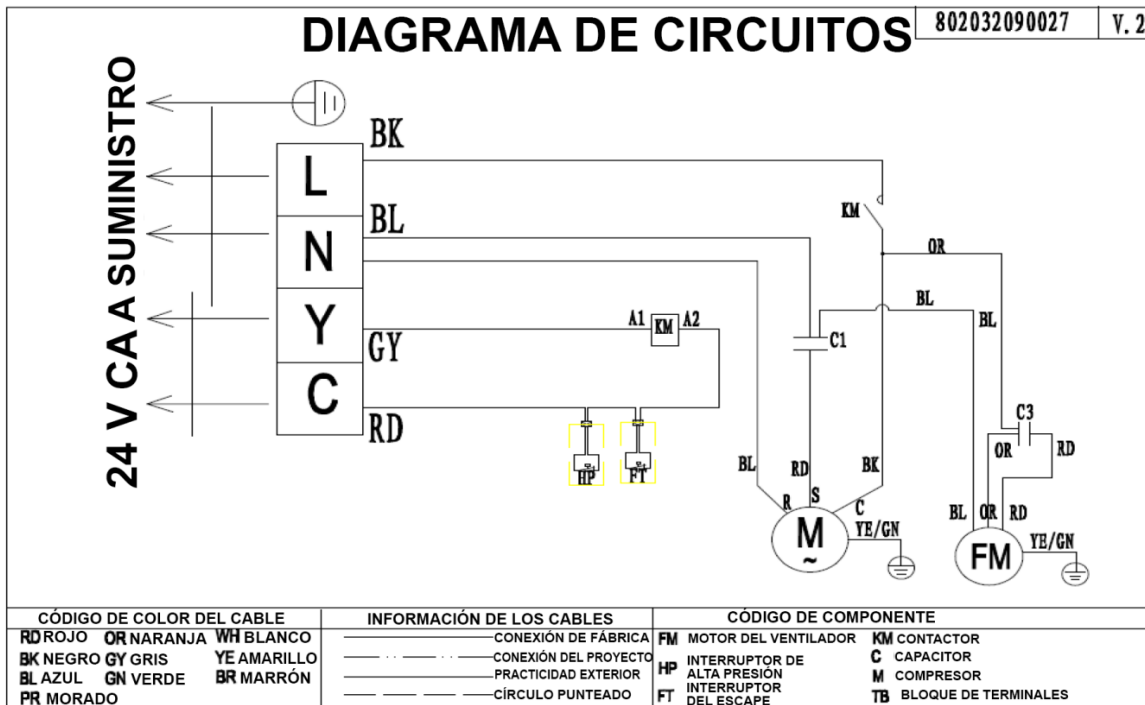 DIAGRAMA DE CIRCUITOS
802032090027 V. 2
24 V CA A SUMINISTRO
L
N
Y
C
BK
BL
GY
RD
A1 KM A2
HP
FT
KM
OR
BL
BL
C1
C3
OR
RD
BL
RD
BK
R
S
C
M
~
YE/GN
BL
OR
RD
FM
YE/GN
CÓDIGO DE COLOR DEL CABLE
RD ROJO OR NARANJA WH BLANCO
BK NEGRO GY GRIS YE AMARILLO
BL AZUL GN VERDE BR MARRÓN
PR MORADO
INFORMACIÓN DE LOS CABLES
CONEXIÓN DE FÁBRICA
CONEXIÓN DEL PROYECTO
PRACTICIDAD EXTERIOR
CÍRCULO PUNTEADO
CÓDIGO DE COMPONENTE
FM MOTOR DEL VENTILADOR
HP INTERRUPTOR DE
ALTA PRESIÓN
FT INTERRUPTOR
DEL ESCAPE
KM CONTACTOR
C CAPACITOR
M COMPRESOR
TB BLOQUE DE TERMINALES